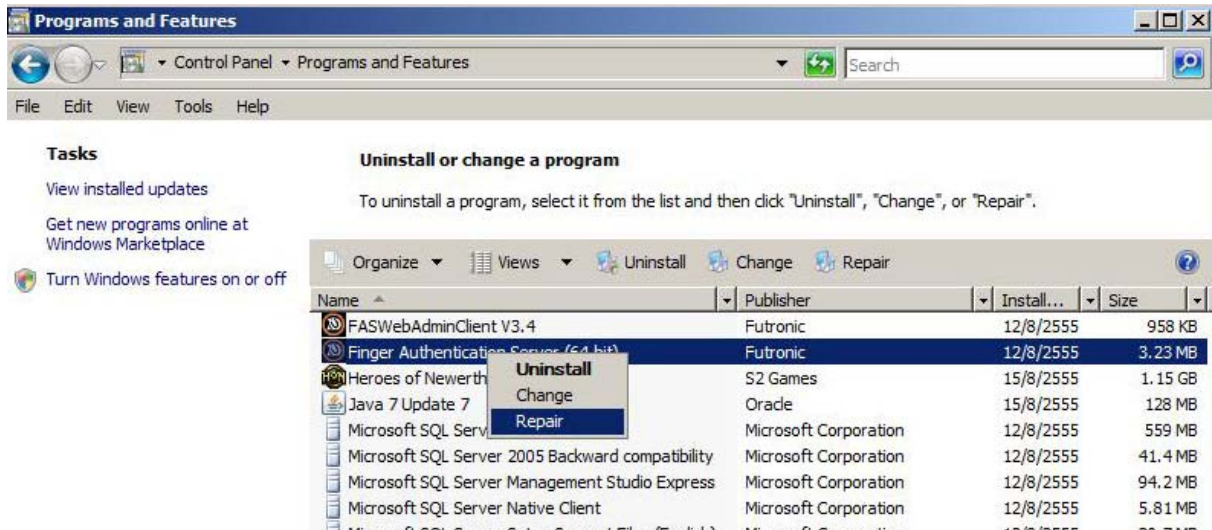 Programs and Features
Control Panel Programs and Features
Search
File Edit View Tools Help
Tasks
View installed updates
Get new programs online at
Windows Marketplace
Turn Windows features on or off
Uninstall or change a program
To uninstall a program, select it from the list and then click "Uninstall", "Change", or "Repair".
Organize Views Uninstall Change Repair
Name Publisher Install... Size
FASWebAdminClient V3.4 Futronic 12/8/2555 958 KB
Finger Authentication Server (64 bit) Futronic 12/8/2555 3.23 MB
Heroes of Newerth S2 Games 15/8/2555 1.15 GB
Java 7 Update 7 Oracle 15/8/2555 128 MB
Microsoft SQL Serv Microsoft Corporation 12/8/2555 559 MB
Microsoft SQL Server 2005 Backward compatibility Microsoft Corporation 12/8/2555 41.4 MB
Microsoft SQL Server Management Studio Express Microsoft Corporation 12/8/2555 94.2 MB
Microsoft SQL Server Native Client Microsoft Corporation 12/8/2555 5.81 MB
Uninstall
Change
Repair